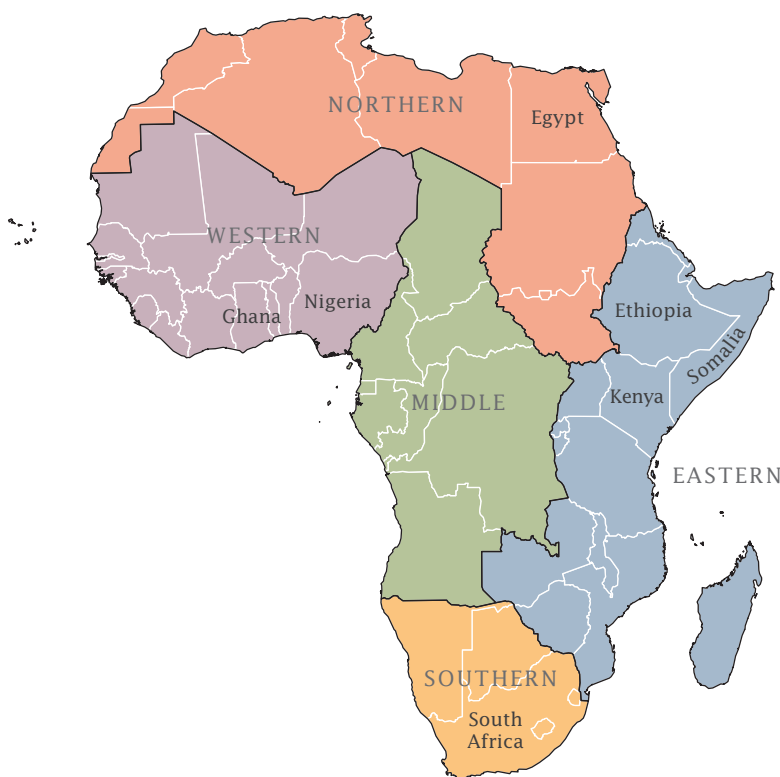 NORTHERN
Egypt
WESTERN
Nigeria
Ghana
Ethiopia
Somalia
Kenya
MIDDLE
EASTERN
SOUTHERN
South
Africa